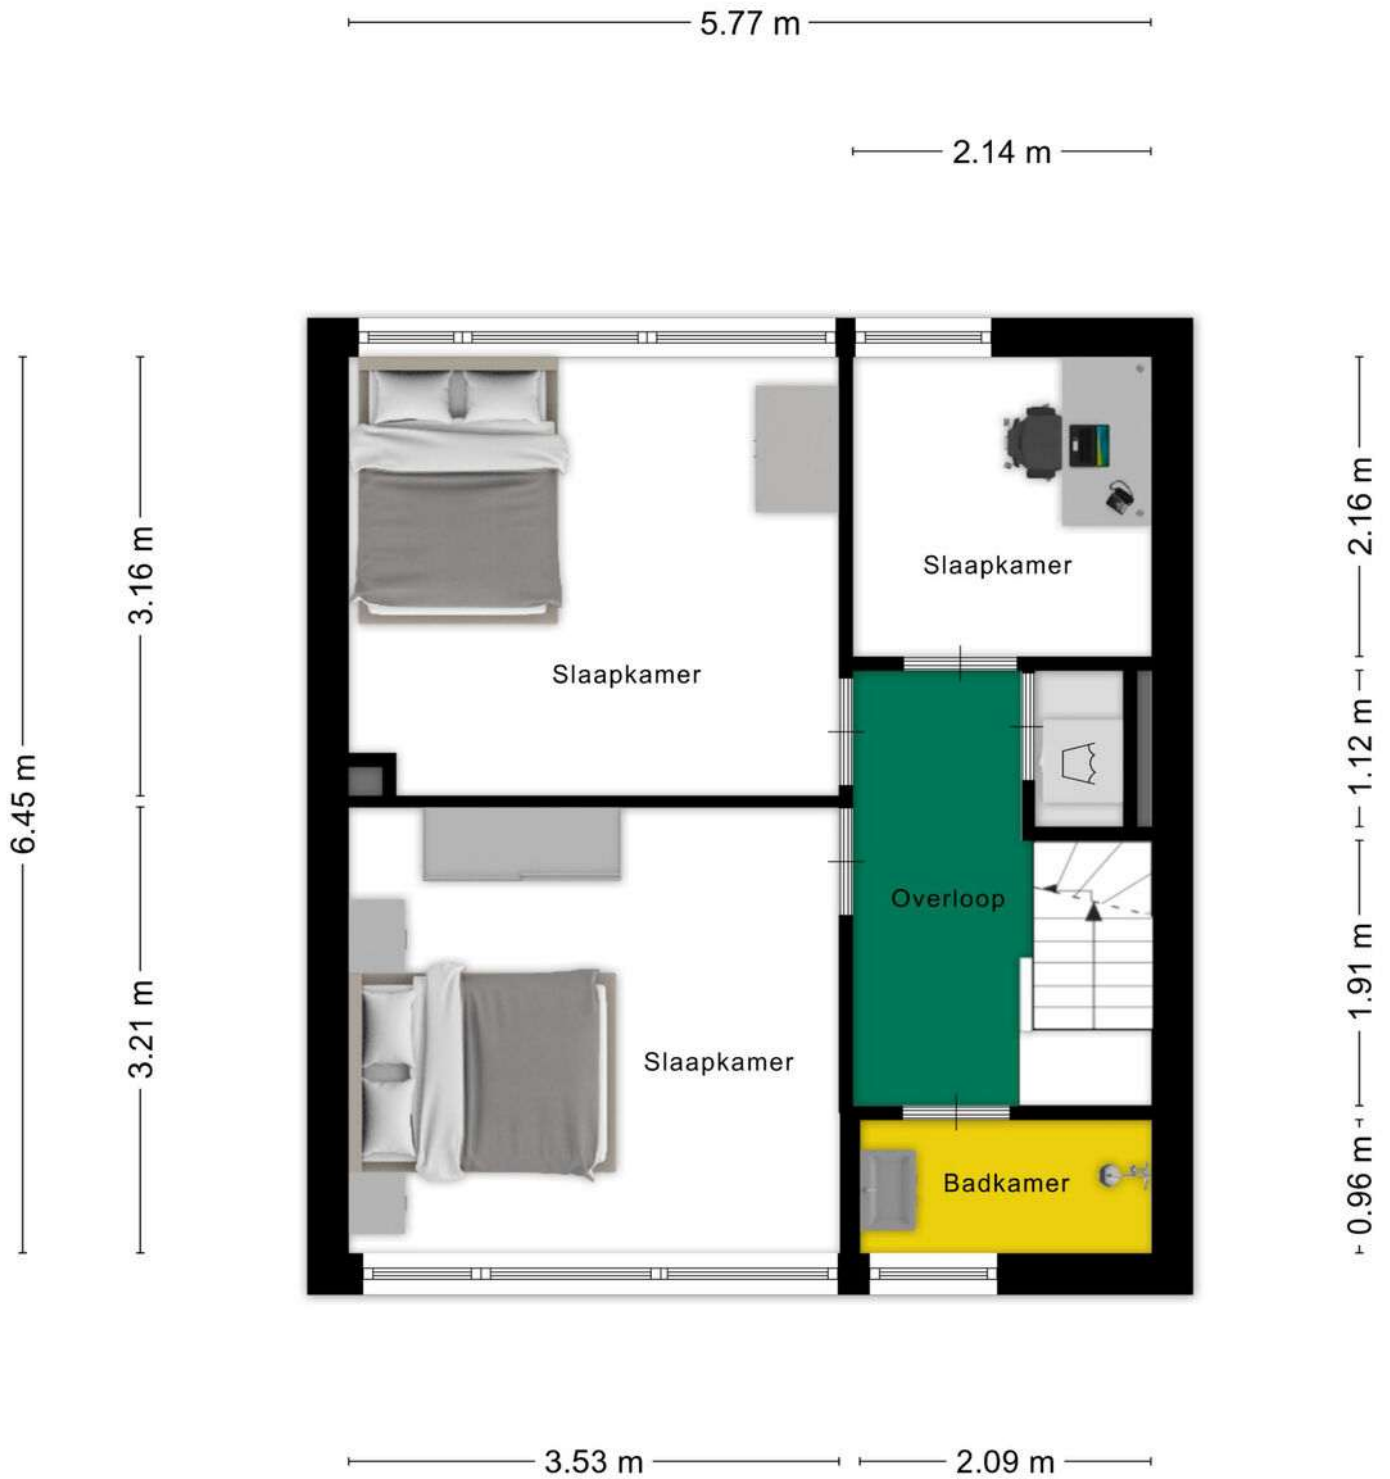 5.77 m
2.14 m
Slaapkamer
Slaapkamer
Overloop
Slaapkamer
Badkamer
6.45 m
3.16 m
3.21 m
2.16 m
1.12 m
1.91 m
0.96 m
3.53 m
2.09 m